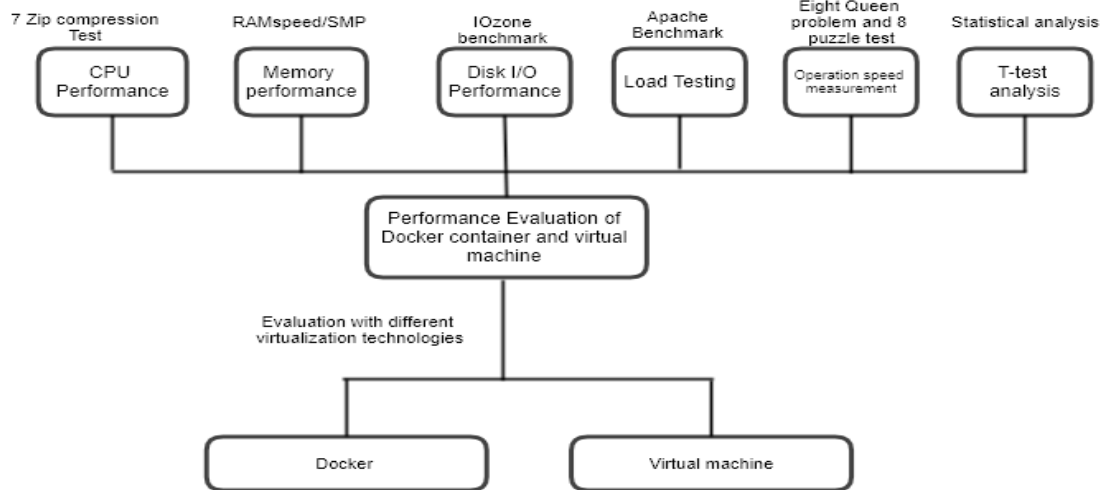 7 Zip compression
Test
RAMspeed/SMP
IOzone
benchmark
Apache
Benchmark
Eight Queen
problem and 8
puzzle test
Statistical analysis
CPU
Performance
Memory
performance
Disk I/O
Performance
Load Testing
Operation speed
measurement
T-test
analysis
Performance Evaluation of
Docker container and virtual
machine
Evaluation with different
virtualization technologies
Docker
Virtual machine